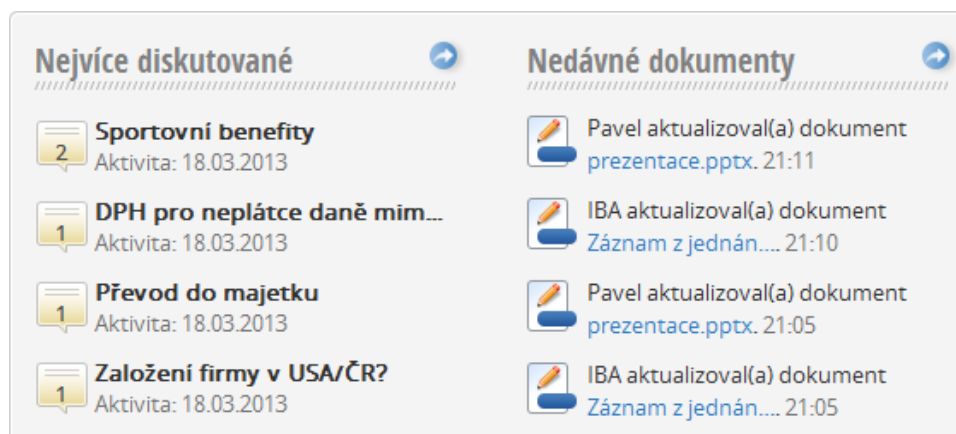 Nejvíce diskutované
2
Sportovní benefity
Aktivita: 18.03.2013
1
DPH pro neplátce daně mim...
Aktivita: 18.03.2013
1
Převod do majetku
Aktivita: 18.03.2013
1
Založení firmy v USA/ČR?
Aktivita: 18.03.2013
Nedávné dokumenty
Pavel aktualizoval(a) dokument
prezentace.pptx. 21:11
IBA aktualizoval(a) dokument
Záznam z jednán.... 21:10
Pavel aktualizoval(a) dokument
prezentace.pptx. 21:05
IBA aktualizoval(a) dokument
Záznam z jednán.... 21:05